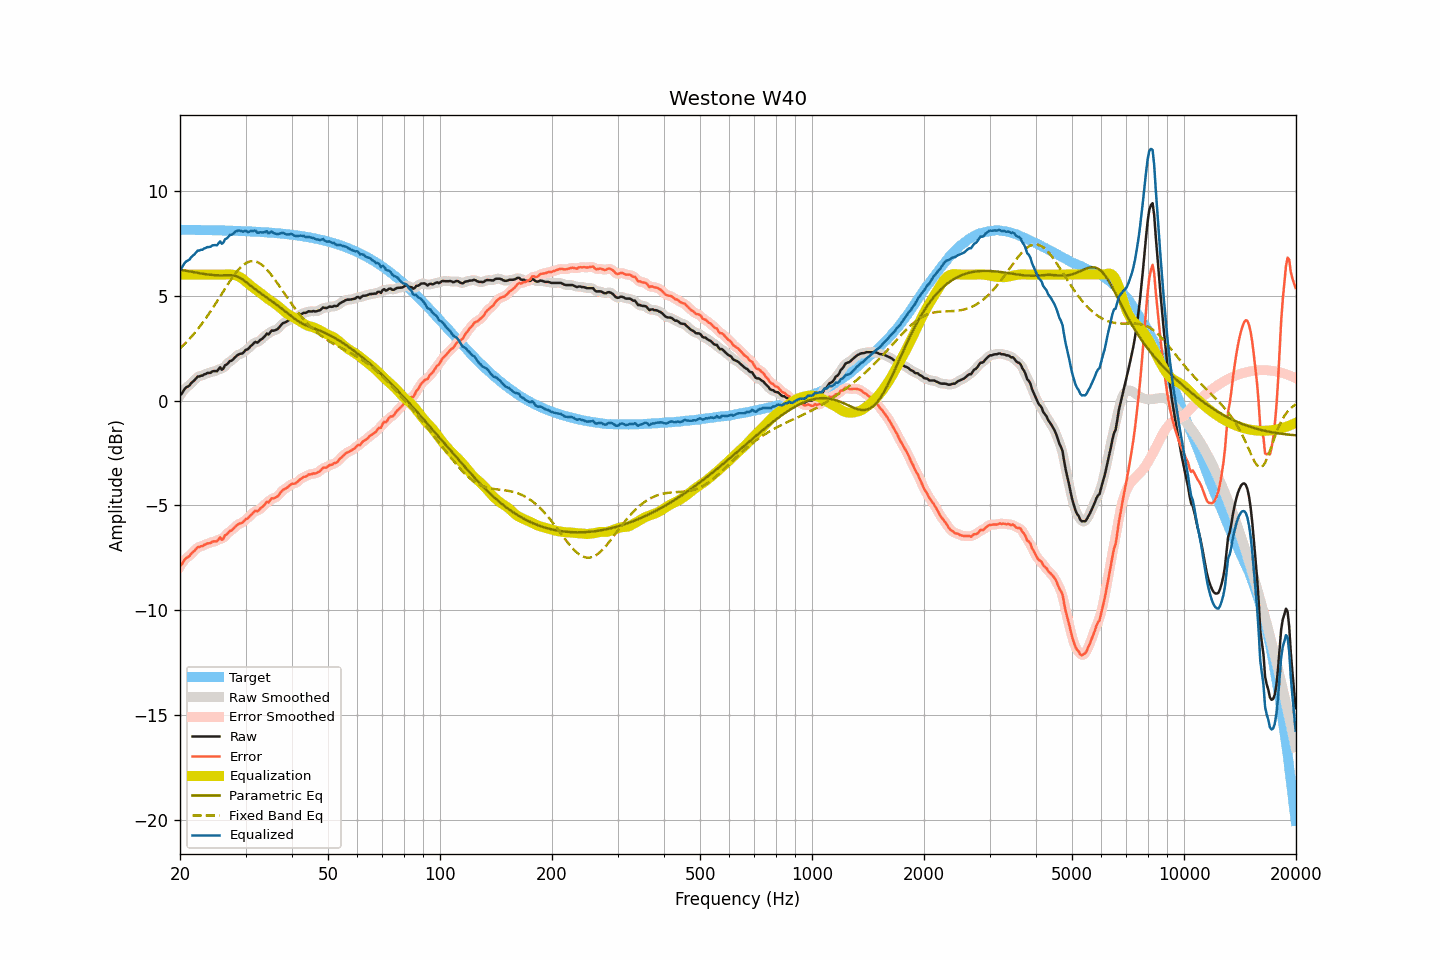 Westone W40
Amplitude (dBr)
10
5
0
−5
−10
−15
−20
Target
Raw Smoothed
Error Smoothed
Raw
Error
Equalization
Parametric Eq
Fixed Band Eq
Equalized
20 50 100 200 500 1000 2000 5000 10000 20000
Frequency (Hz)